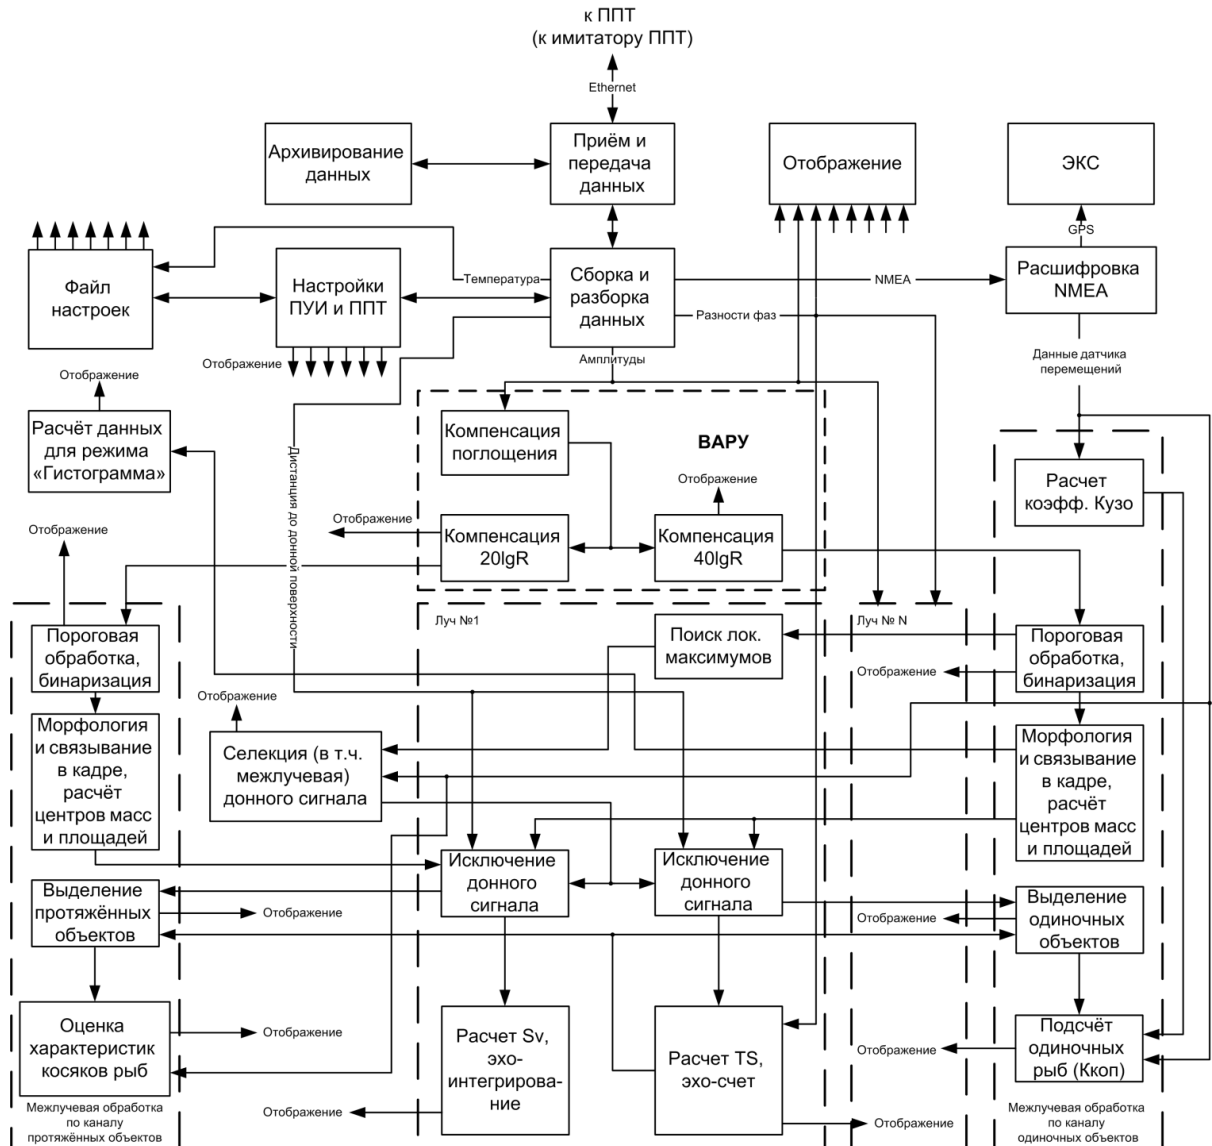 к ППТ
(к имитатору ППТ)
Ethernet
Архивирование
данных
Приём и
передача
данных
Отображение
ЭКС
GPS
Файл
настроек
Настройки
ПУИ и ППТ
Температура
Сборка и
разборка
данных
NMEA
Расшифровка
NMEA
Разности фаз
Амплитуды
Отображение
Данные датчика
перемещений
Отображение
Расчёт данных
для режима
«Гистограмма»
Дистанция до донной поверхности
Компенсация
поглощения
ВАРУ
Отображение
Расчет
коэфф. Кузо
Отображение
Отображение
Компенсация
20lgR
Компенсация
40lgR
Луч №1
Луч № N
Пороговая
обработка,
бинаризация
Поиск лок.
максимумов
Отображение
Пороговая
обработка,
бинаризация
Отображение
Морфология
и связывание
в кадре,
расчёт
центров масс
и площадей
Селекция (в т.ч.
межлучевая)
донного сигнала
Морфология
и связывание
в кадре,
расчёт
центров масс
и площадей
Исключение
донного
сигнала
Исключение
донного
сигнала
Выделение
протяжённых
объектов
Отображение
Отображение
Выделение
одиночных
объектов
Оценка
характеристик
косяков рыб
Отображение
Расчет Sv,
эхо-
интегрирова-
ние
Расчет TS,
эхо-счет
Отображение
Подсчёт
одиночных
рыб (Ккоп)
Отображение
Отображение
Межлучевая обработка
по каналу
протяжённых объектов
Межлучевая обработка
по каналу
одиночных объектов